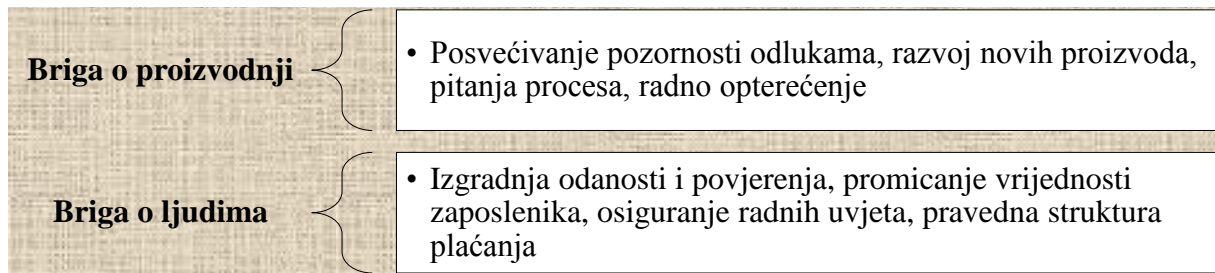 Briga o proizvodnji
• Posvećivanje pozornosti odlukama, razvoj novih proizvoda,
pitanja procesa, radno opterećenje
Briga o ljudima
• Izgradnja odanosti i povjerenja, promicanje vrijednosti
zaposlenika, osiguranje radnih uvjeta, pravedna struktura
plaćanja